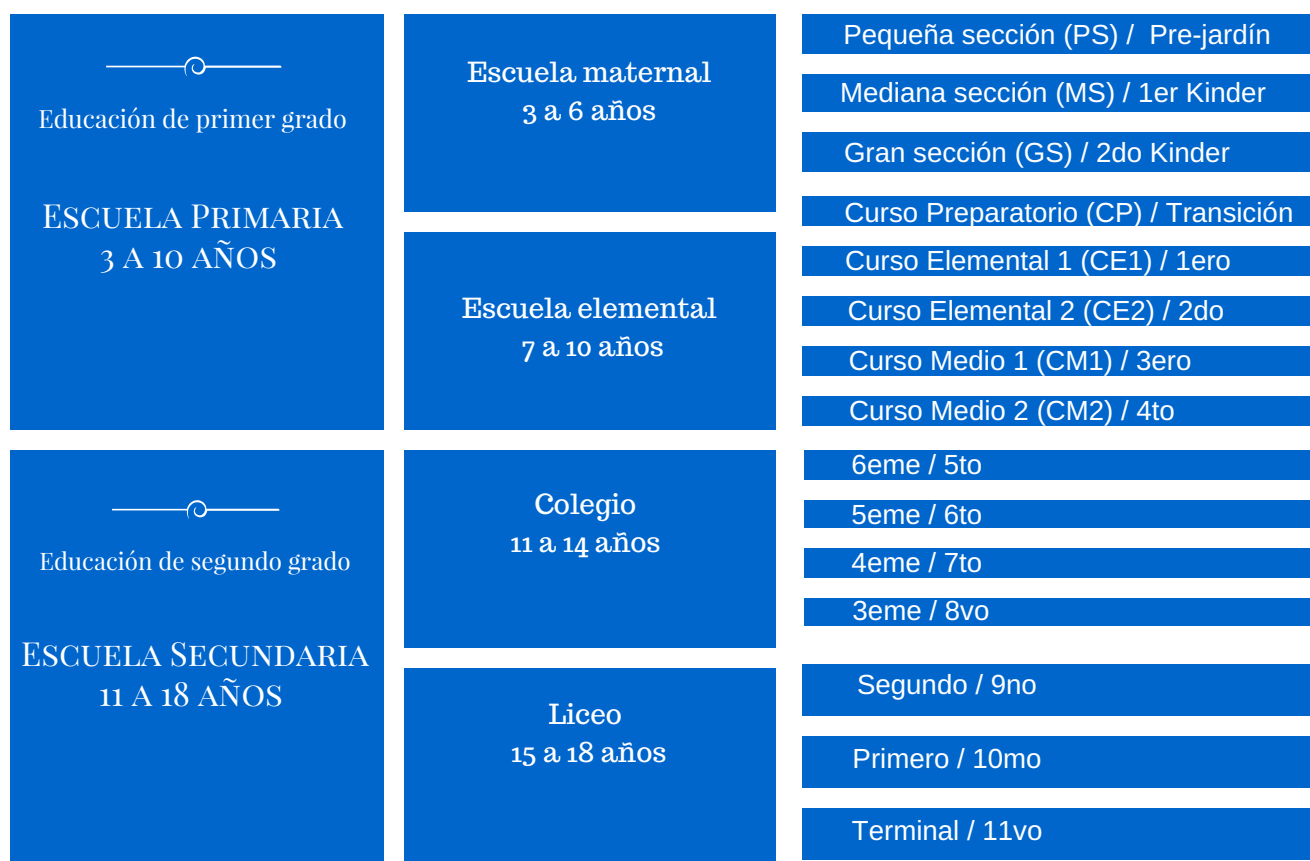 Educación de primer grado
Escuela Primaria
3 a 10 años
Escuela maternal
3 a 6 años
Pequeña sección (PS) / Pre-jardín
Mediana sección (MS) / 1er Kinder
Gran sección (GS) / 2do Kinder
Escuela elemental
7 a 10 años
Curso Preparatorio (CP) / Transición
Curso Elemental 1 (CE1) / 1ero
Curso Elemental 2 (CE2) / 2do
Curso Medio 1 (CM1) / 3ero
Curso Medio 2 (CM2) / 4to
Educación de segundo grado
Escuela Secundaria
11 a 18 años
Colegio
11 a 14 años
6eme / 5to
5eme / 6to
4eme / 7to
3eme / 8vo
Liceo
15 a 18 años
Segundo / 9no
Primero / 10mo
Terminal / 11vo